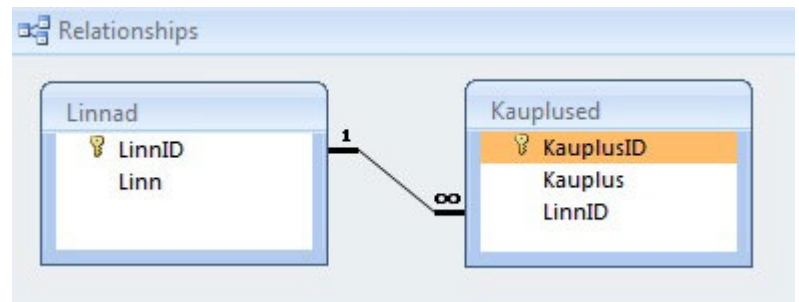 Relationships
Linnad
LinnID
Linn
1
∞
Kauplused
KauplusID
Kauplus
LinnID